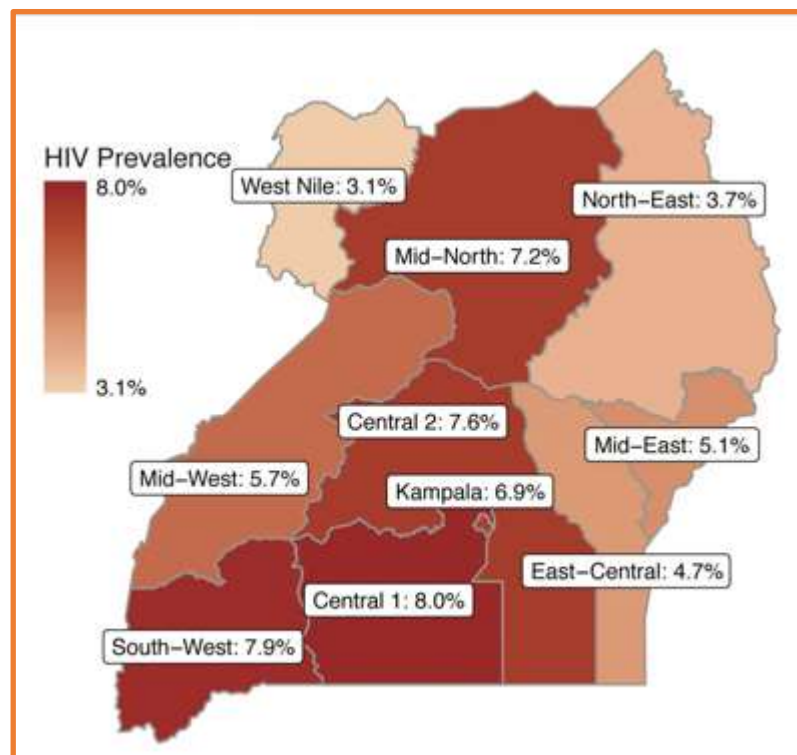 HIV Prevalence
8.0%
3.1%
West Nile: 3.1%
North-East: 3.7%
Mid-North: 7.2%
Central 2: 7.6%
Mid-East: 5.1%
Mid-West: 5.7%
Kampala: 6.9%
East-Central: 4.7%
Central 1: 8.0%
South-West: 7.9%